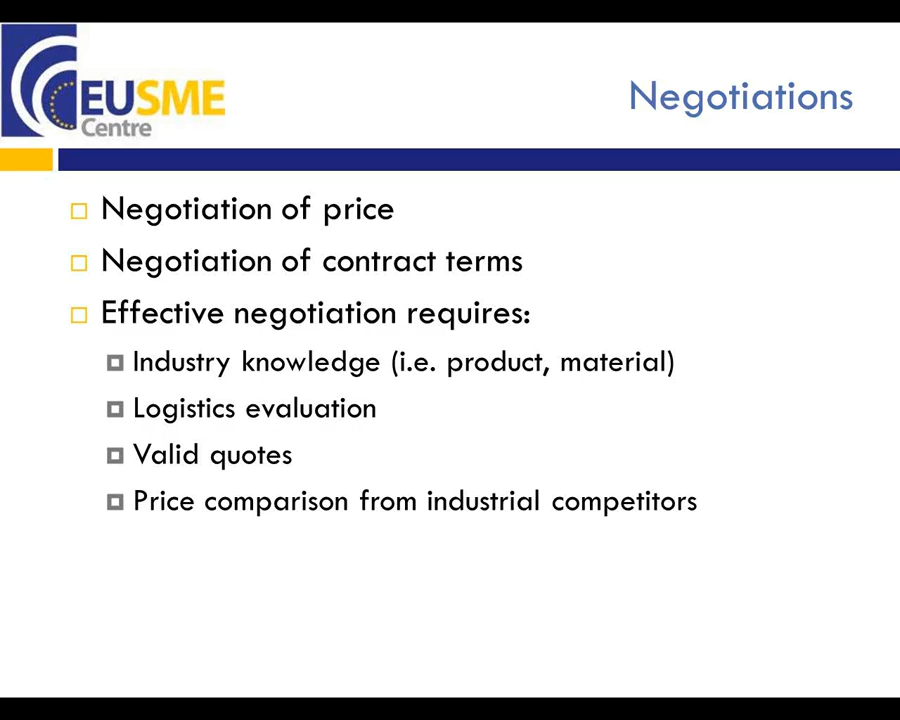 EUSME
Centre
Negotiations
Negotiation of price
Negotiation of contract terms
Effective negotiation requires:
Industry knowledge (i.e. product, material)
Logistics evaluation
Valid quotes
Price comparison from industrial competitors